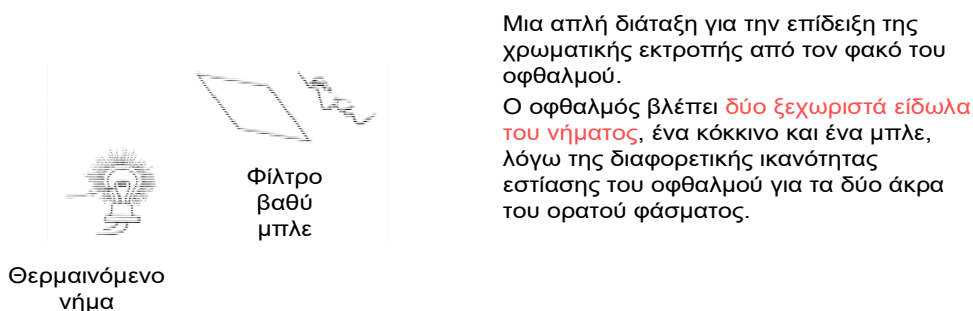 Μια απλή διάταξη για την επίδειξη της
χρωματικής εκτροπής από τον φακό του
οφθαλμού.
Ο οφθαλμός βλέπει δύο ξεχωριστά είδωλα
του νήματος, ένα κόκκινο και ένα μπλε,
λόγω της διαφορετικής ικανότητας
εστίασης του οφθαλμού για τα δύο άκρα
του ορατού φάσματος.
Φίλτρο
βαθύ
μπλε
Θερμαινόμενο
νήμα